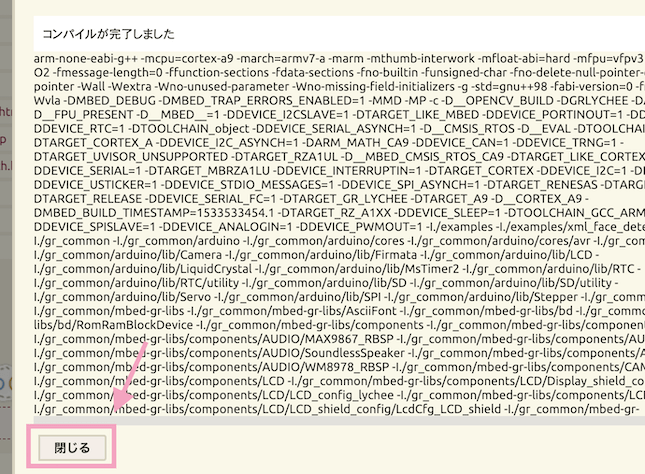 コンパイルが完了しました
arm-none-eabi-g++ -mcpu=cortex-a9 -march=armv7-a -marm -mthumb-interwork -mfloat-abi=hard -mfpu=vfpv3
O2 -fmessage-length=0 -ffunction-sections -fdata-sections -fno-builtin -funsigned-char -fno-delete-null-pointer-
pointer -Wall -Wextra -Wno-unused-parameter -Wno-missing-field-initializers -g -std=gnu++98 -fabi-version=0 -f
Wvla -DMBED_DEBUG -DMBED_TRAP_ERRORS_ENABLED=1 -MMD -MP -c -D__OPENCV_BUILD -DGRLYCHEE -DA
D__FPU_PRESENT -D__MBED__=1 -DDEVICE_I2CSLAVE=1 -DTARGET_LIKE_MBED -DDEVICE_PORTINOUT=1 -DD
DDEVICE_RTC=1 -DTOOLCHAIN_object -DDEVICE_SERIAL_ASYNCH=1 -D__CMSIS_RTOS -D__EVAL -DTOOLCHAI
DTARGET_CORTEX_A -DDEVICE_I2C_ASYNCH=1 -DARM_MATH_CA9 -DDEVICE_CAN=1 -DDEVICE_TRNG=1 -
DTARGET_UVISOR_UNSUPPORTED -DTARGET_RZA1UL -D__MBED_CMSIS_RTOS_CA9 -DTARGET_LIKE_CORTEX
DDEVICE_SERIAL=1 -DTARGET_MBRZA1LU -DDEVICE_INTERRUPTIN=1 -DTARGET_CORTEX -DDEVICE_I2C=1 -DI
DDEVICE_USTICKER=1 -DDEVICE_STDIO_MESSAGES=1 -DDEVICE_SPI_ASYNCH=1 -DTARGET_RENESAS -DTARG
DTARGET_RELEASE -DDEVICE_SERIAL_FC=1 -DTARGET_GR_LYCHEE -DTARGET_A9 -D__CORTEX_A9 -
DMBED_BUILD_TIMESTAMP=1533533454.1 -DTARGET_RZ_A1XX -DDEVICE_SLEEP=1 -DTOOLCHAIN_GCC_ARM
DDEVICE_SPISLAVE=1 -DDEVICE_ANALOGIN=1 -DDEVICE_PWMOUT=1 -I./examples -I./examples/xml_face_dete
I./gr_common -I./gr_common/arduino -I./gr_common/arduino/cores -I./gr_common/arduino/cores/avr -I./gr_com
I./gr_common/arduino/lib/Camera -I./gr_common/arduino/lib/Firmata -I./gr_common/arduino/lib/LCD -
I./gr_common/arduino/lib/LiquidCrystal -I./gr_common/arduino/lib/MsTimer2 -I./gr_common/arduino/lib/RTC -
I./gr_common/arduino/lib/RTC/utility -I./gr_common/arduino/lib/SD -I./gr_common/arduino/lib/SD/utility -
I./gr_common/arduino/lib/Servo -I./gr_common/arduino/lib/SPI -I./gr_common/arduino/lib/Stepper -I./gr_comm
I./gr_common/mbed-gr-libs -I./gr_common/mbed-gr-libs/AsciiFont -I./gr_common/mbed-gr-libs/bd -I./gr_comm
libs/bd/RomRamBlockDevice -I./gr_common/mbed-gr-libs/components -I./gr_common/mbed-gr-libs/component
I./gr_common/mbed-gr-libs/components/AUDIO/MAX9867_RBSP -I./gr_common/mbed-gr-libs/components/AU
I./gr_common/mbed-gr-libs/components/AUDIO/SoundlessSpeaker -I./gr_common/mbed-gr-libs/components/A
I./gr_common/mbed-gr-libs/components/AUDIO/WM8978_RBSP -I./gr_common/mbed-gr-libs/components/CAM
I./gr_common/mbed-gr-libs/components/LCD -I./gr_common/mbed-gr-libs/components/LCD/Display_shield_co
I./gr_common/mbed-gr-libs/components/LCD/LCD_config_lychee -I./gr_common/mbed-gr-libs/components/LC
I./gr_common/mbed-gr-libs/components/LCD/LCD_shield_config/LcdCfg_LCD_shield -I./gr_common/mbed-gr-
閉じる